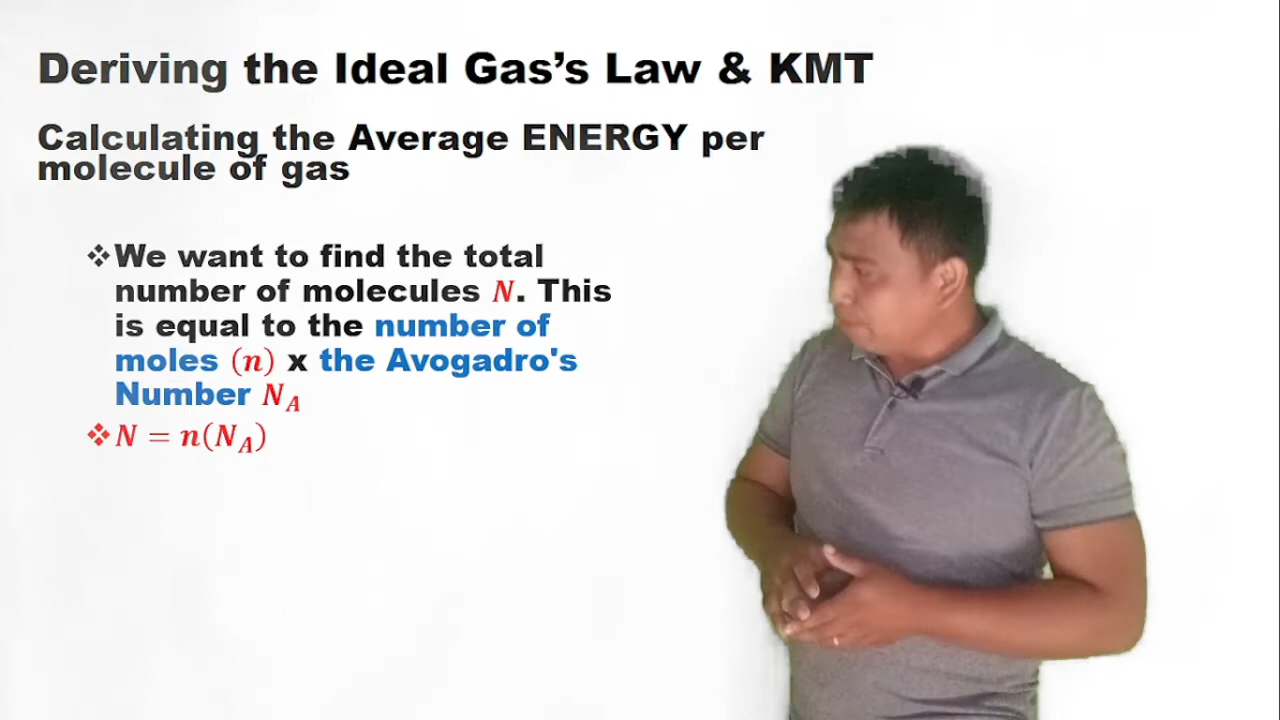 Deriving the Ideal Gas’s Law & KMT
Calculating the Average ENERGY per
molecule of gas
❖We want to find the total
number of molecules N. This
is equal to the number of
moles (n) x the Avogadro's
Number N_A
❖N = n(N_A)